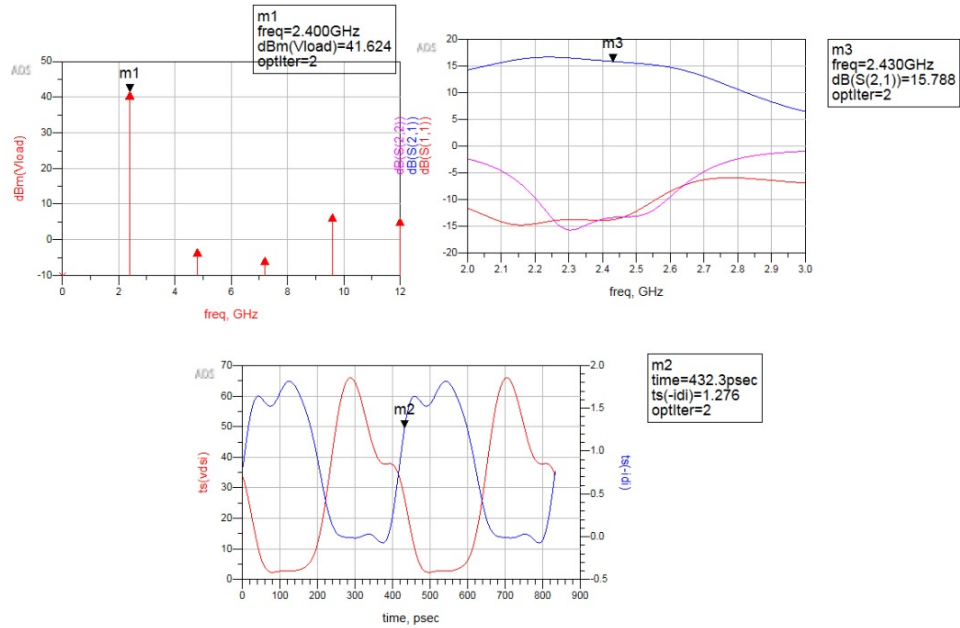 m1
freq=2.400GHz
dBm(Vload)=41.624
optIter=2
ADS
m1
50
40
30
20
10
0
-10
dBm(Vload)
0 2 4 6 8 10 12
freq, GHz
ADS
m3
20
15
10
5
0
-5
-10
-15
-20
dB(S(2,2))
dB(S(2,1))
dB(S(1,1))
2.0 2.1 2.2 2.3 2.4 2.5 2.6 2.7 2.8 2.9 3.0
freq, GHz
m3
freq=2.430GHz
dB(S(2,1))=15.788
optIter=2
ADS
m2
70
60
50
40
30
20
10
0
ts(vdsi)
2.0
1.5
1.0
0.5
0.0
-0.5
ts(-idi)
0 100 200 300 400 500 600 700 800 900
time, psec
m2
time=432.3psec
ts(-idi)=1.276
optIter=2